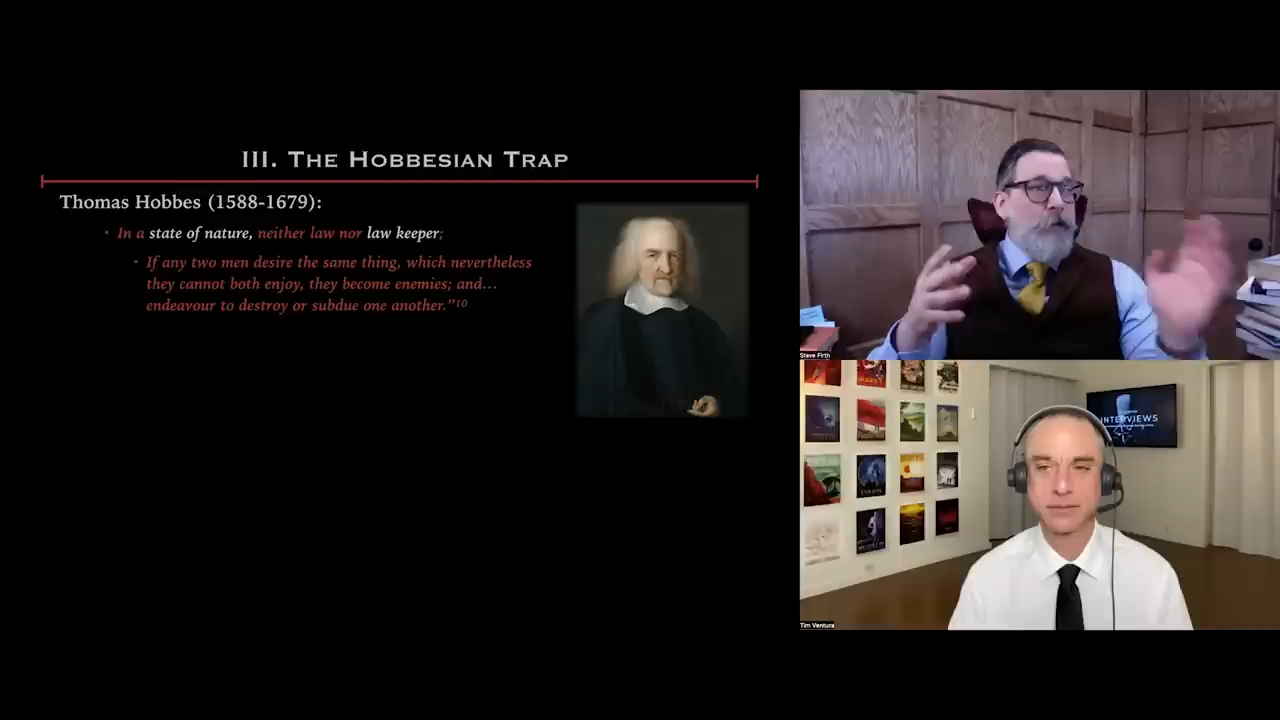 III. The Hobbesian Trap
Thomas Hobbes (1588-1679):
• In a state of nature, neither law nor law keeper;
• If any two men desire the same thing, which nevertheless
they cannot both enjoy, they become enemies; and…
endeavour to destroy or subdue one another.”10
Steve Firth
INTERVIEWS
Tim Ventura